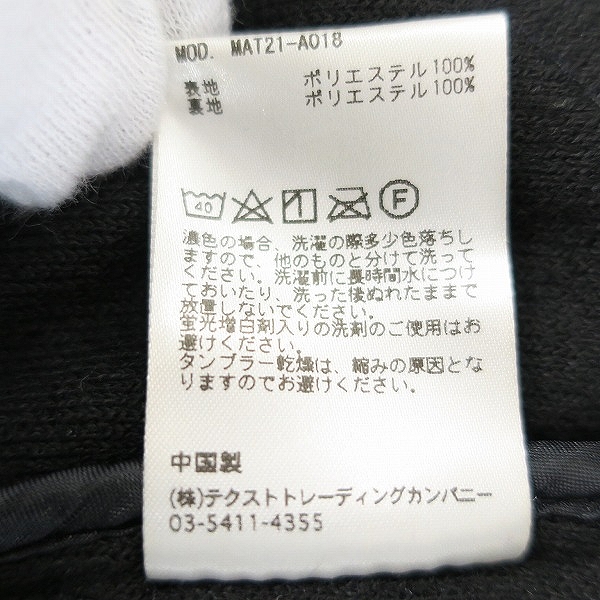 MOD. MAT21-A018
表地 ポリエステル100%
裏地 ポリエステル100%
40 F
濃色の場合、洗濯の際多少色落ちし
ますので、他のものと分けて洗って
ください。洗濯前に長時間水につけ
ておいたり、洗った後ぬれたままで
放置しないでください。
蛍光増白剤入りの洗剤のご使用はお
避けください。
タンブラー乾燥は、縮みの原因とな
りますのでお避けください。
中国製
(株)テクストトレーディングカンパニー
03-5411-4355